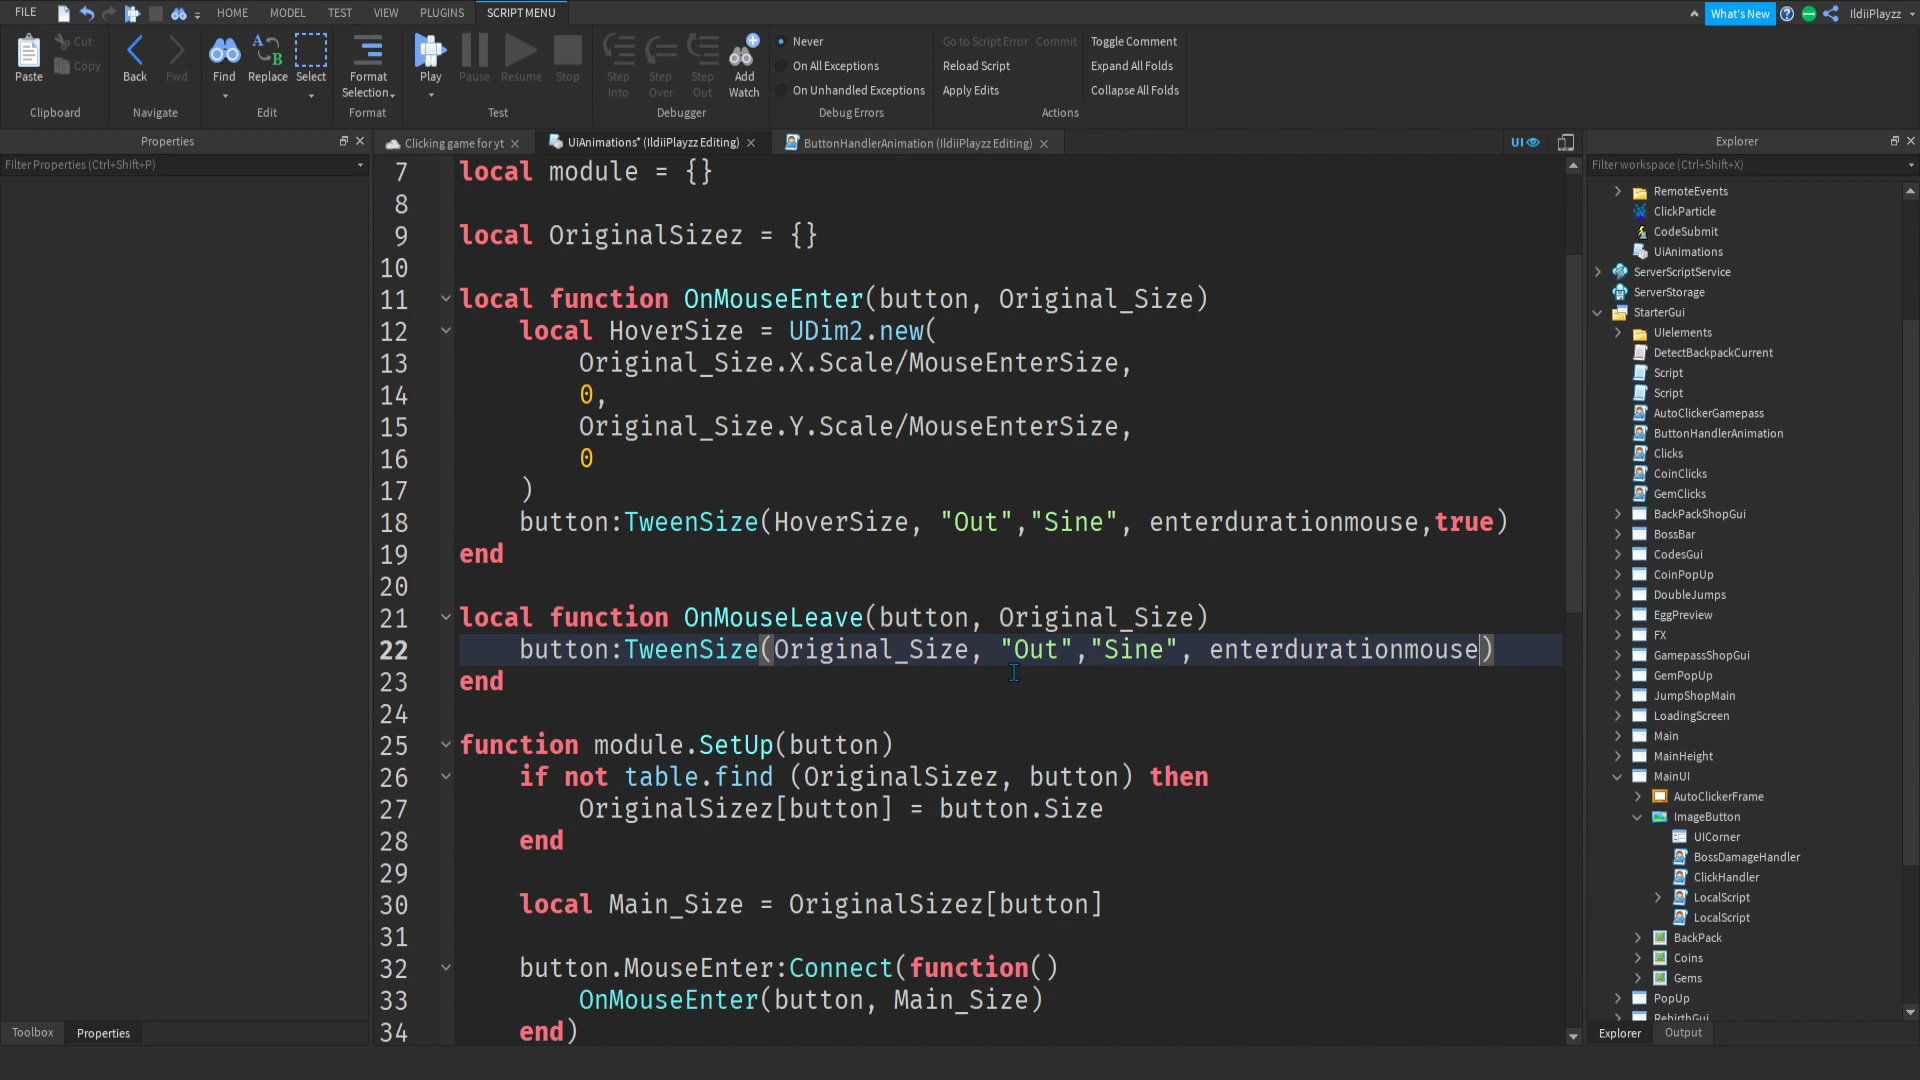 FILE
HOME
MODEL
TEST
VIEW
PLUGINS
SCRIPT MENU
What's New
IldiiPlayzz
Paste
Cut
Copy
Clipboard
Back
Fwd
Navigate
Find
Replace
Select
Edit
Format
Selection
Format
Play
Pause
Resume
Stop
Test
Step
Into
Step
Over
Step
Out
Add
Watch
Debugger
Never
On All Exceptions
On Unhandled Exceptions
Debug Errors
Go to Script Error
Commit
Reload Script
Apply Edits
Toggle Comment
Expand All Folds
Collapse All Folds
Actions
Properties
Filter Properties (Ctrl+Shift+P)
Toolbox
Properties
Clicking game for yt
UiAnimations* (IldiiPlayzz Editing)
ButtonHandlerAnimation (IldiiPlayzz Editing)
UI
7 local module = {}
8
9 local OriginalSizez = {}
10
11 local function OnMouseEnter(button, Original_Size)
12 local HoverSize = UDim2.new(
13 Original_Size.X.Scale/MouseEnterSize,
14 0,
15 Original_Size.Y.Scale/MouseEnterSize,
16 0
17 )
18 button:TweenSize(HoverSize, "Out","Sine", enterdurationmouse,true)
19 end
20
21 local function OnMouseLeave(button, Original_Size)
22 button:TweenSize(Original_Size, "Out","Sine", enterdurationmouse)
23 end
24
25 function module.SetUp(button)
26 if not table.find (OriginalSizez, button) then
27 OriginalSizez[button] = button.Size
28 end
29
30 local Main_Size = OriginalSizez[button]
31
32 button.MouseEnter:Connect(function()
33 OnMouseEnter(button, Main_Size)
34 end)
Explorer
Filter workspace (Ctrl+Shift+X)
RemoteEvents
ClickParticle
CodeSubmit
UiAnimations
ServerScriptService
ServerStorage
StarterGui
UIelements
DetectBackpackCurrent
Script
Script
AutoClickerGamepass
ButtonHandlerAnimation
Clicks
CoinClicks
GemClicks
BackPackShopGui
BossBar
CodesGui
CoinPopUp
DoubleJumps
EggPreview
FX
GamepassShopGui
GemPopUp
JumpShopMain
LoadingScreen
Main
MainHeight
MainUI
AutoClickerFrame
ImageButton
UICorner
BossDamageHandler
ClickHandler
LocalScript
LocalScript
BackPack
Coins
Gems
PopUp
RebirthGui
Explorer
Output